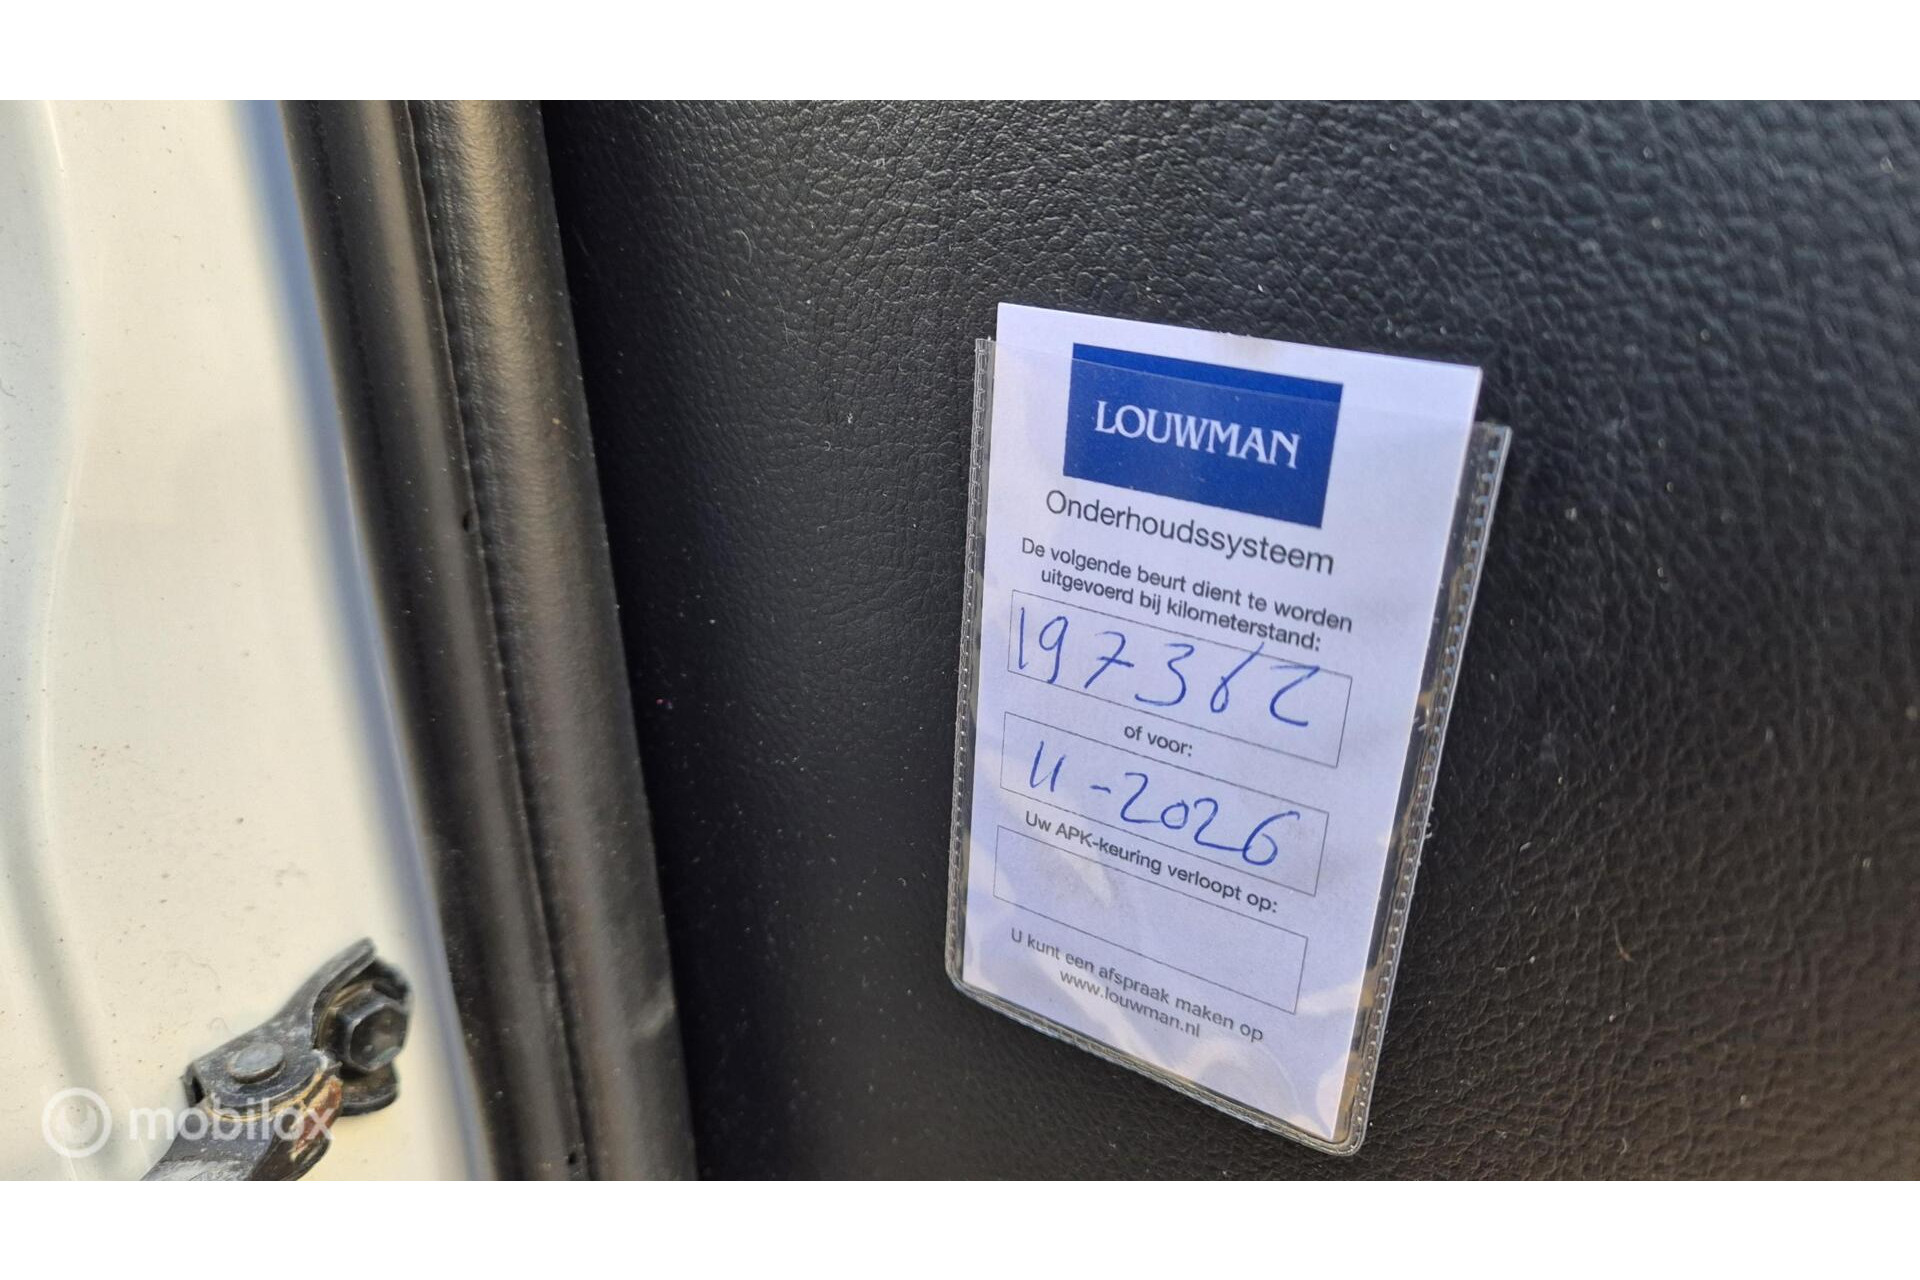 LOUWMAN
Onderhoudssysteem
De volgende beurt dient te worden
uitgevoerd bij kilometerstand:
197362
of voor:
11-2026
Uw APK-keuring verloopt op:
U kunt een afspraak maken op
www.louwman.nl
mobilox